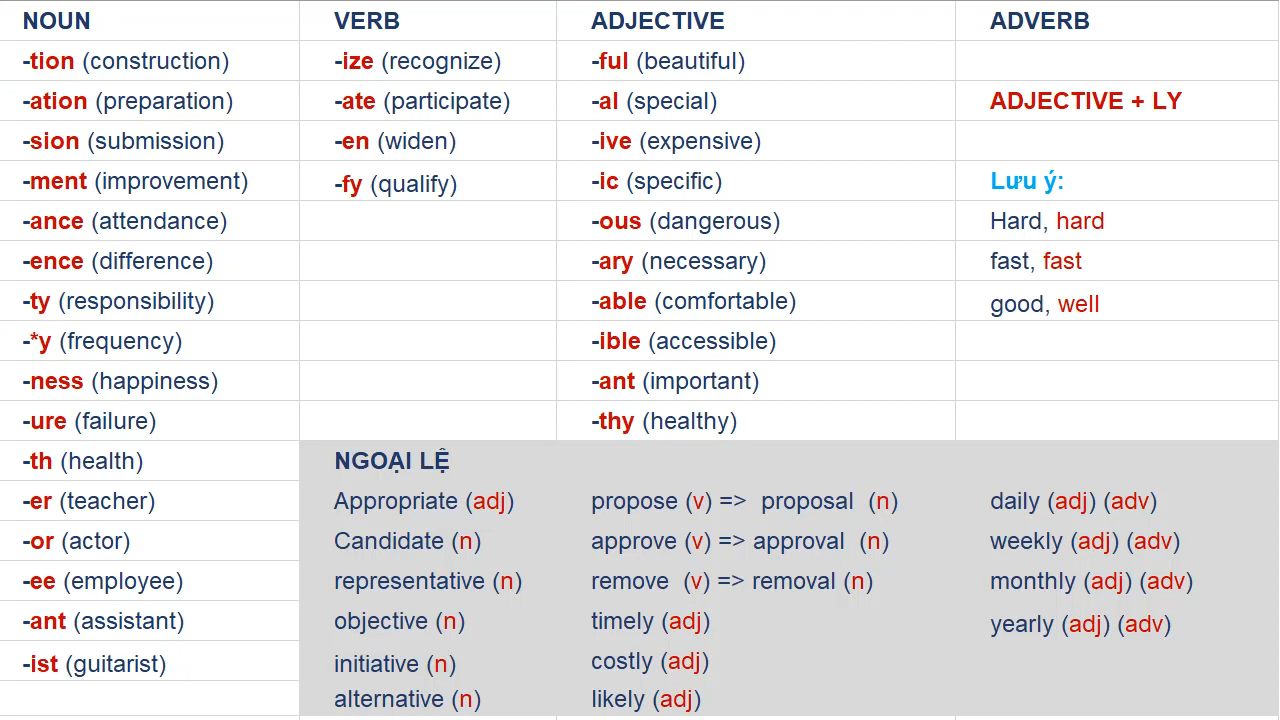 NOUN VERB ADJECTIVE ADVERB
-tion (construction) -ize (recognize) -ful (beautiful)
-ation (preparation) -ate (participate) -al (special) ADJECTIVE + LY
-sion (submission) -en (widen) -ive (expensive)
-ment (improvement) -fy (qualify) -ic (specific) Lưu ý:
-ance (attendance) -ous (dangerous) Hard, hard
-ence (difference) -ary (necessary) fast, fast
-ty (responsibility) -able (comfortable) good, well
-*y (frequency) -ible (accessible)
-ness (happiness) -ant (important)
-ure (failure) -thy (healthy)
-th (health) NGOẠI LỆ
-er (teacher) Appropriate (adj) propose (v) => proposal (n) daily (adj) (adv)
-or (actor) Candidate (n) approve (v) => approval (n) weekly (adj) (adv)
-ee (employee) representative (n) remove (v) => removal (n) monthly (adj) (adv)
-ant (assistant) objective (n) timely (adj) yearly (adj) (adv)
-ist (guitarist) initiative (n) costly (adj)
alternative (n) likely (adj)